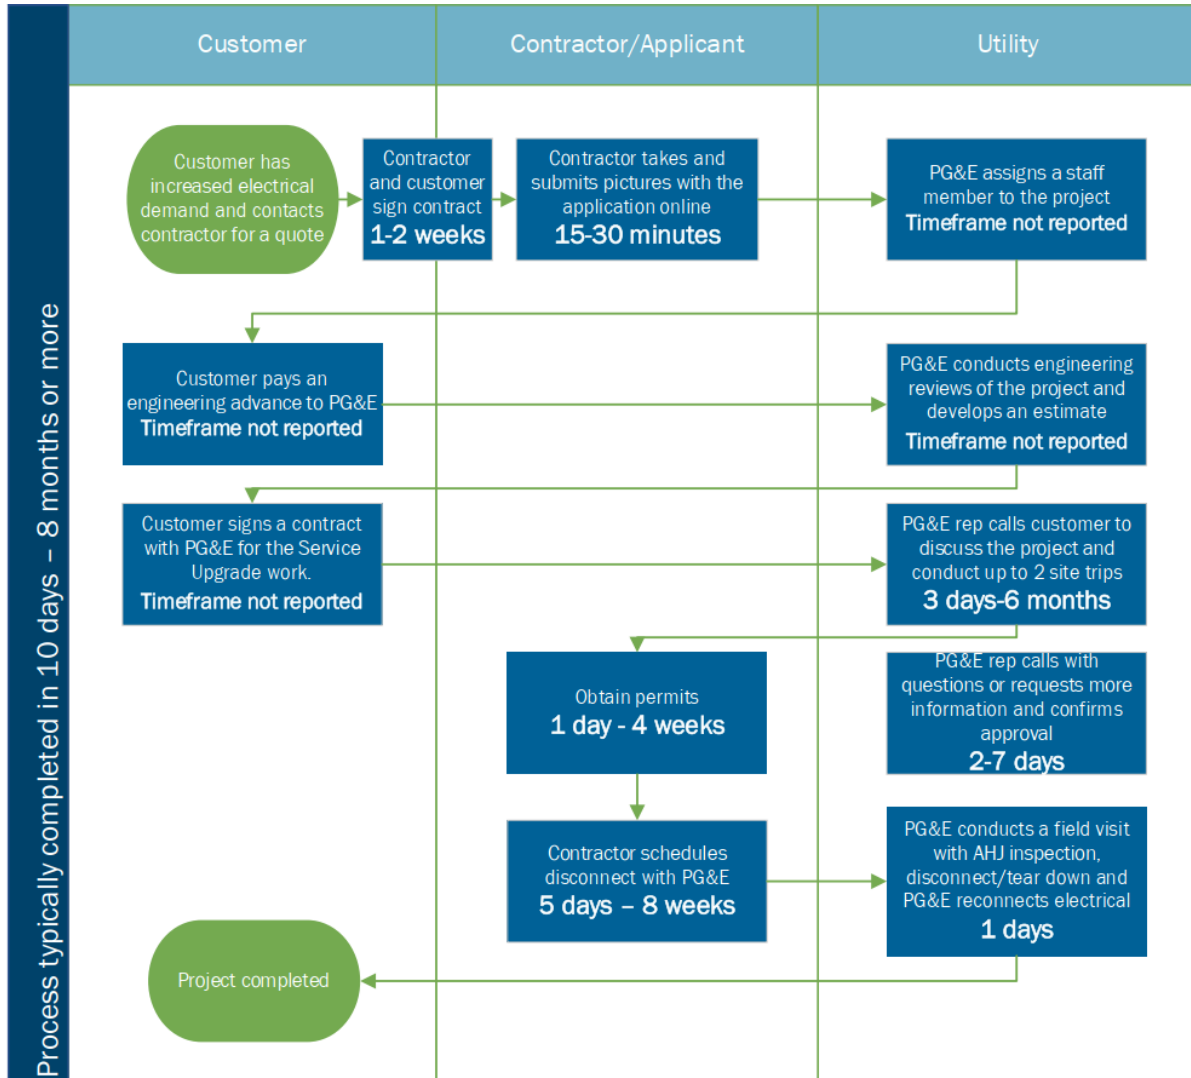 Customer
Contractor/Applicant
Utility
Process typically completed in 10 days – 8 months or more
Customer has
increased electrical
demand and contacts
contractor for a quote
Contractor
and customer
sign contract
1-2 weeks
Contractor takes and
submits pictures with the
application online
15-30 minutes
PG&E assigns a staff
member to the project
Timeframe not reported
Customer pays an
engineering advance to PG&E
Timeframe not reported
PG&E conducts engineering
reviews of the project and
develops an estimate
Timeframe not reported
Customer signs a contract
with PG&E for the Service
Upgrade work.
Timeframe not reported
PG&E rep calls customer to
discuss the project and
conduct up to 2 site trips
3 days-6 months
Obtain permits
1 day - 4 weeks
PG&E rep calls with
questions or requests more
information and confirms
approval
2-7 days
Contractor schedules
disconnect with PG&E
5 days – 8 weeks
PG&E conducts a field visit
with AHJ inspection,
disconnect/tear down and
PG&E reconnects electrical
1 days
Project completed